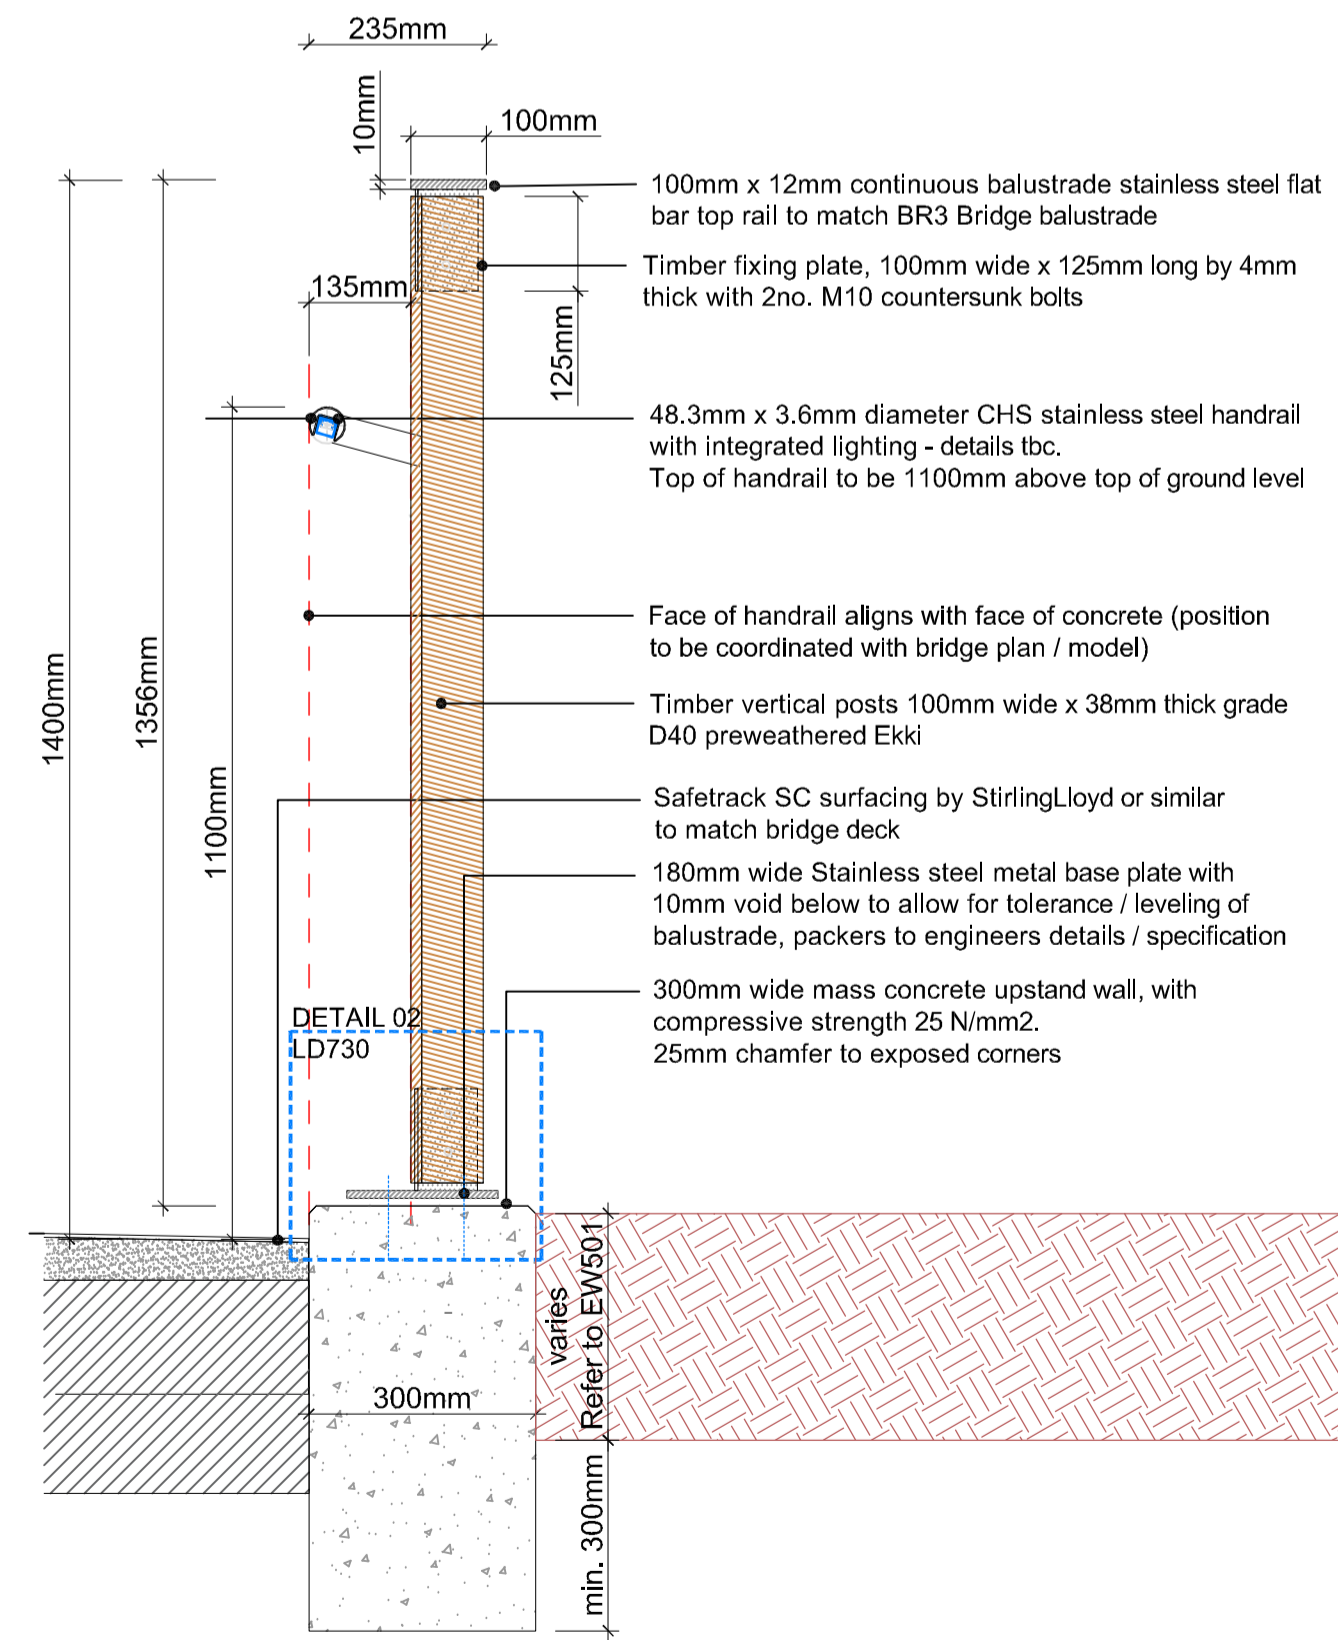 235mm
10mm
100mm
100mm x 12mm continuous balustrade stainless steel flat
bar top rail to match BR3 Bridge balustrade
Timber fixing plate, 100mm wide x 125mm long by 4mm
thick with 2no. M10 countersunk bolts
135mm
125mm
48.3mm x 3.6mm diameter CHS stainless steel handrail
with integrated lighting - details tbc.
Top of handrail to be 1100mm above top of ground level
Face of handrail aligns with face of concrete (position
to be coordinated with bridge plan / model)
1400mm
1356mm
1100mm
Timber vertical posts 100mm wide x 38mm thick grade
D40 preweathered Ekki
Safetrack SC surfacing by StirlingLloyd or similar
to match bridge deck
180mm wide Stainless steel metal base plate with
10mm void below to allow for tolerance / leveling of
balustrade, packers to engineers details / specification
300mm wide mass concrete upstand wall, with
compressive strength 25 N/mm2.
25mm chamfer to exposed corners
DETAIL 02
LD730
varies
Refer to EW501
300mm
min. 300mm